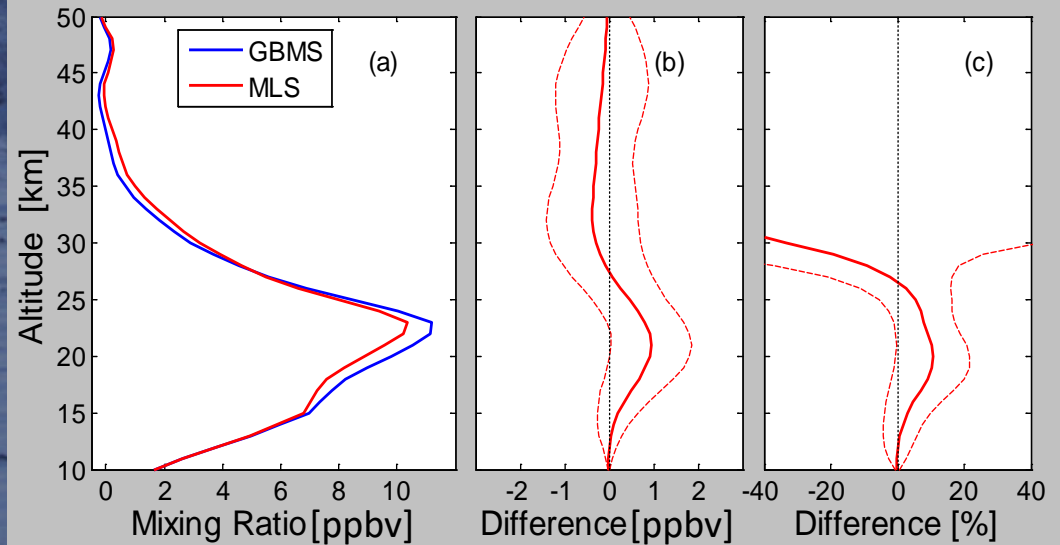 50
45
40
35
30
25
20
15
10
Altitude [km]
GBMS
MLS
(a)
(b)
(c)
0 2 4 6 8 10
-2 -1 0 1 2
-40 -20 0 20 40
Mixing Ratio [ppbv]
Difference [ppbv]
Difference [%]